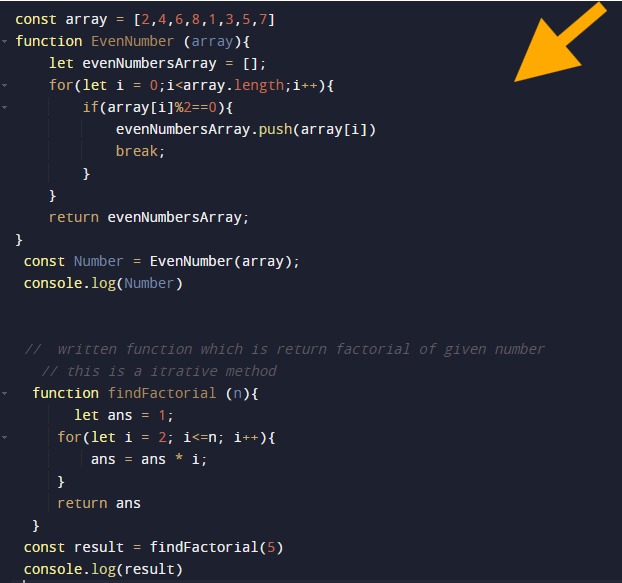 const array = [2,4,6,8,1,3,5,7]
function EvenNumber (array){
let evenNumbersArray = [];
for(let i = 0;i<array.length;i++){
if(array[i]%2==0){
evenNumbersArray.push(array[i])
break;
}
}
return evenNumbersArray;
}
const Number = EvenNumber(array);
console.log(Number)
//  written function which is return factorial of given number
// this is a itrative method
function findFactorial (n){
let ans = 1;
for(let i = 2; i<=n; i++){
ans = ans * i;
}
return ans
}
const result = findFactorial(5)
console.log(result)